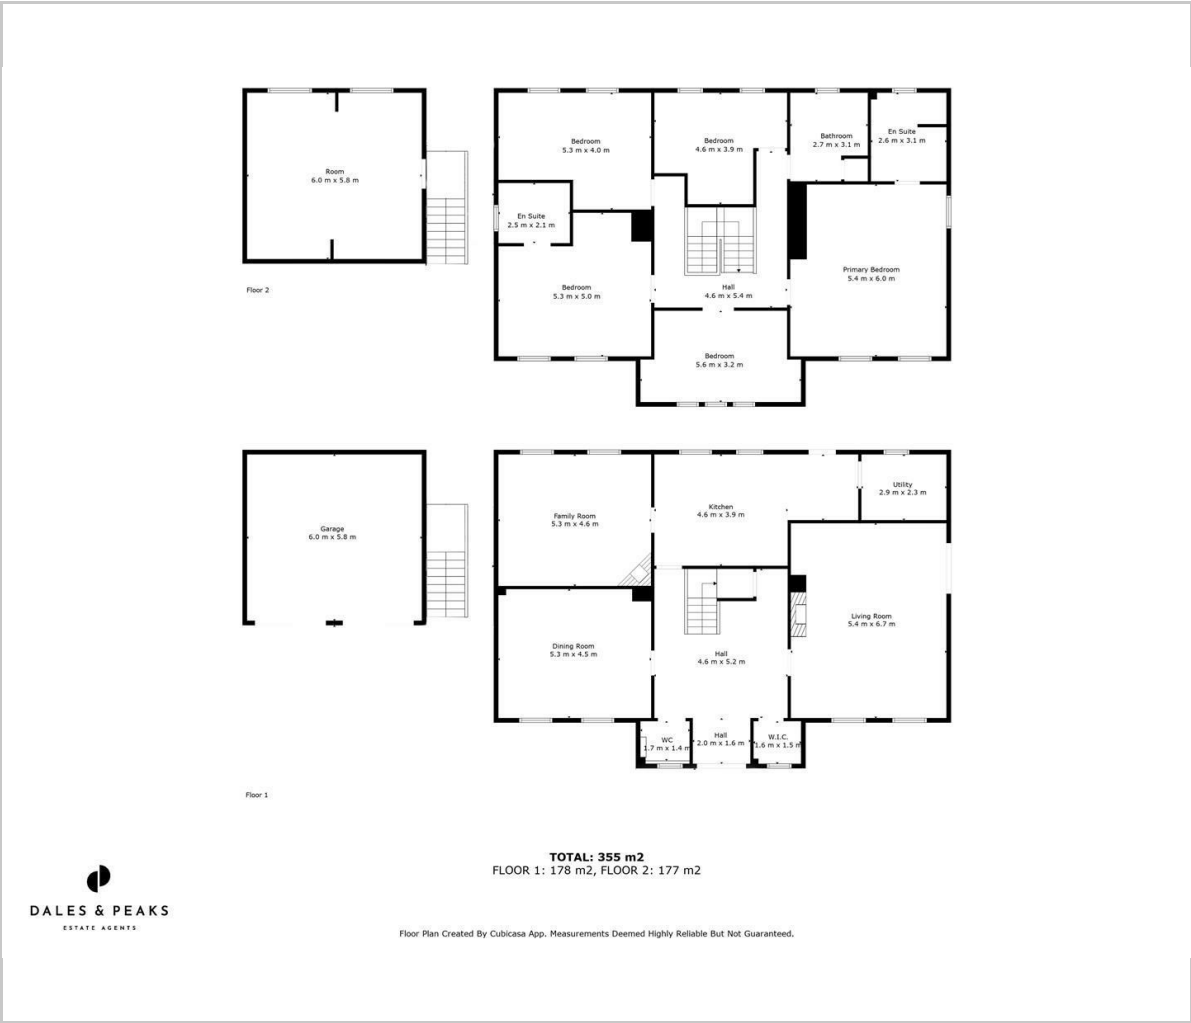 Bedroom
5.3 m x 4.0 m
Bedroom
4.6 m x 3.9 m
Bathroom
2.7 m x 3.1 m
En Suite
2.6 m x 3.1 m
Room
6.0 m x 5.8 m
En Suite
2.5 m x 2.1 m
Primary Bedroom
5.4 m x 6.0 m
Bedroom
5.3 m x 5.0 m
Hall
4.6 m x 5.4 m
Floor 2
Bedroom
5.6 m x 3.2 m
Utility
2.9 m x 2.3 m
Kitchen
4.6 m x 3.9 m
Family Room
5.3 m x 4.6 m
Garage
6.0 m x 5.8 m
Living Room
5.4 m x 6.7 m
Dining Room
5.3 m x 4.5 m
Hall
4.6 m x 5.2 m
WC
1.7 m x 1.4 m
Hall
2.0 m x 1.6 m
W.I.C.
1.6 m x 1.5 m
Floor 1
TOTAL: 355 m2
FLOOR 1: 178 m2, FLOOR 2: 177 m2
DALES & PEAKS
ESTATE AGENTS
Floor Plan Created By Cubicasa App. Measurements Deemed Highly Reliable But Not Guaranteed.